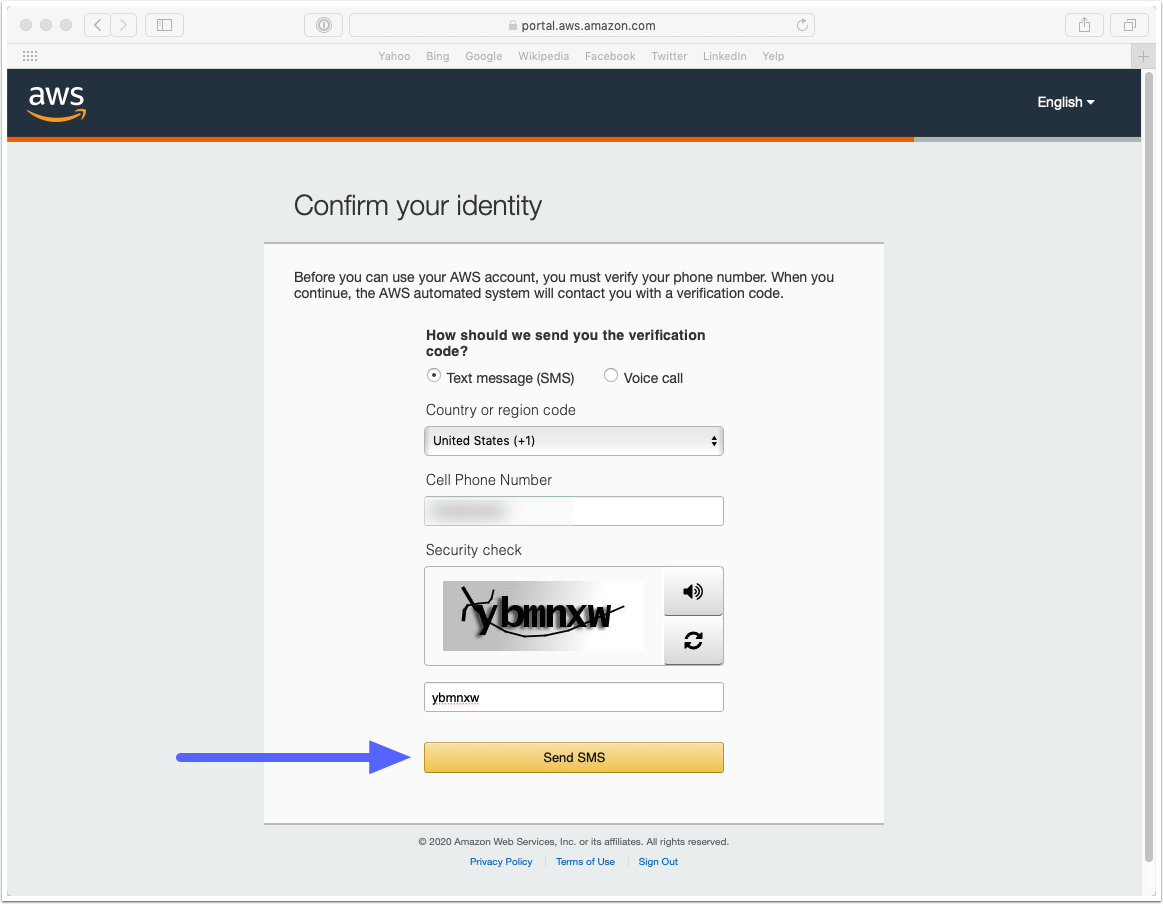 portal.aws.amazon.com
Yahoo Bing Google Wikipedia Facebook Twitter LinkedIn Yelp
aws
English
Confirm your identity
Before you can use your AWS account, you must verify your phone number. When you
continue, the AWS automated system will contact you with a verification code.
How should we send you the verification
code?
Text message (SMS) Voice call
Country or region code
United States (+1)
Cell Phone Number
Security check
ybmnxw
ybmnxw
Send SMS
© 2020 Amazon Web Services, Inc. or its affiliates. All rights reserved.
Privacy Policy Terms of Use Sign Out